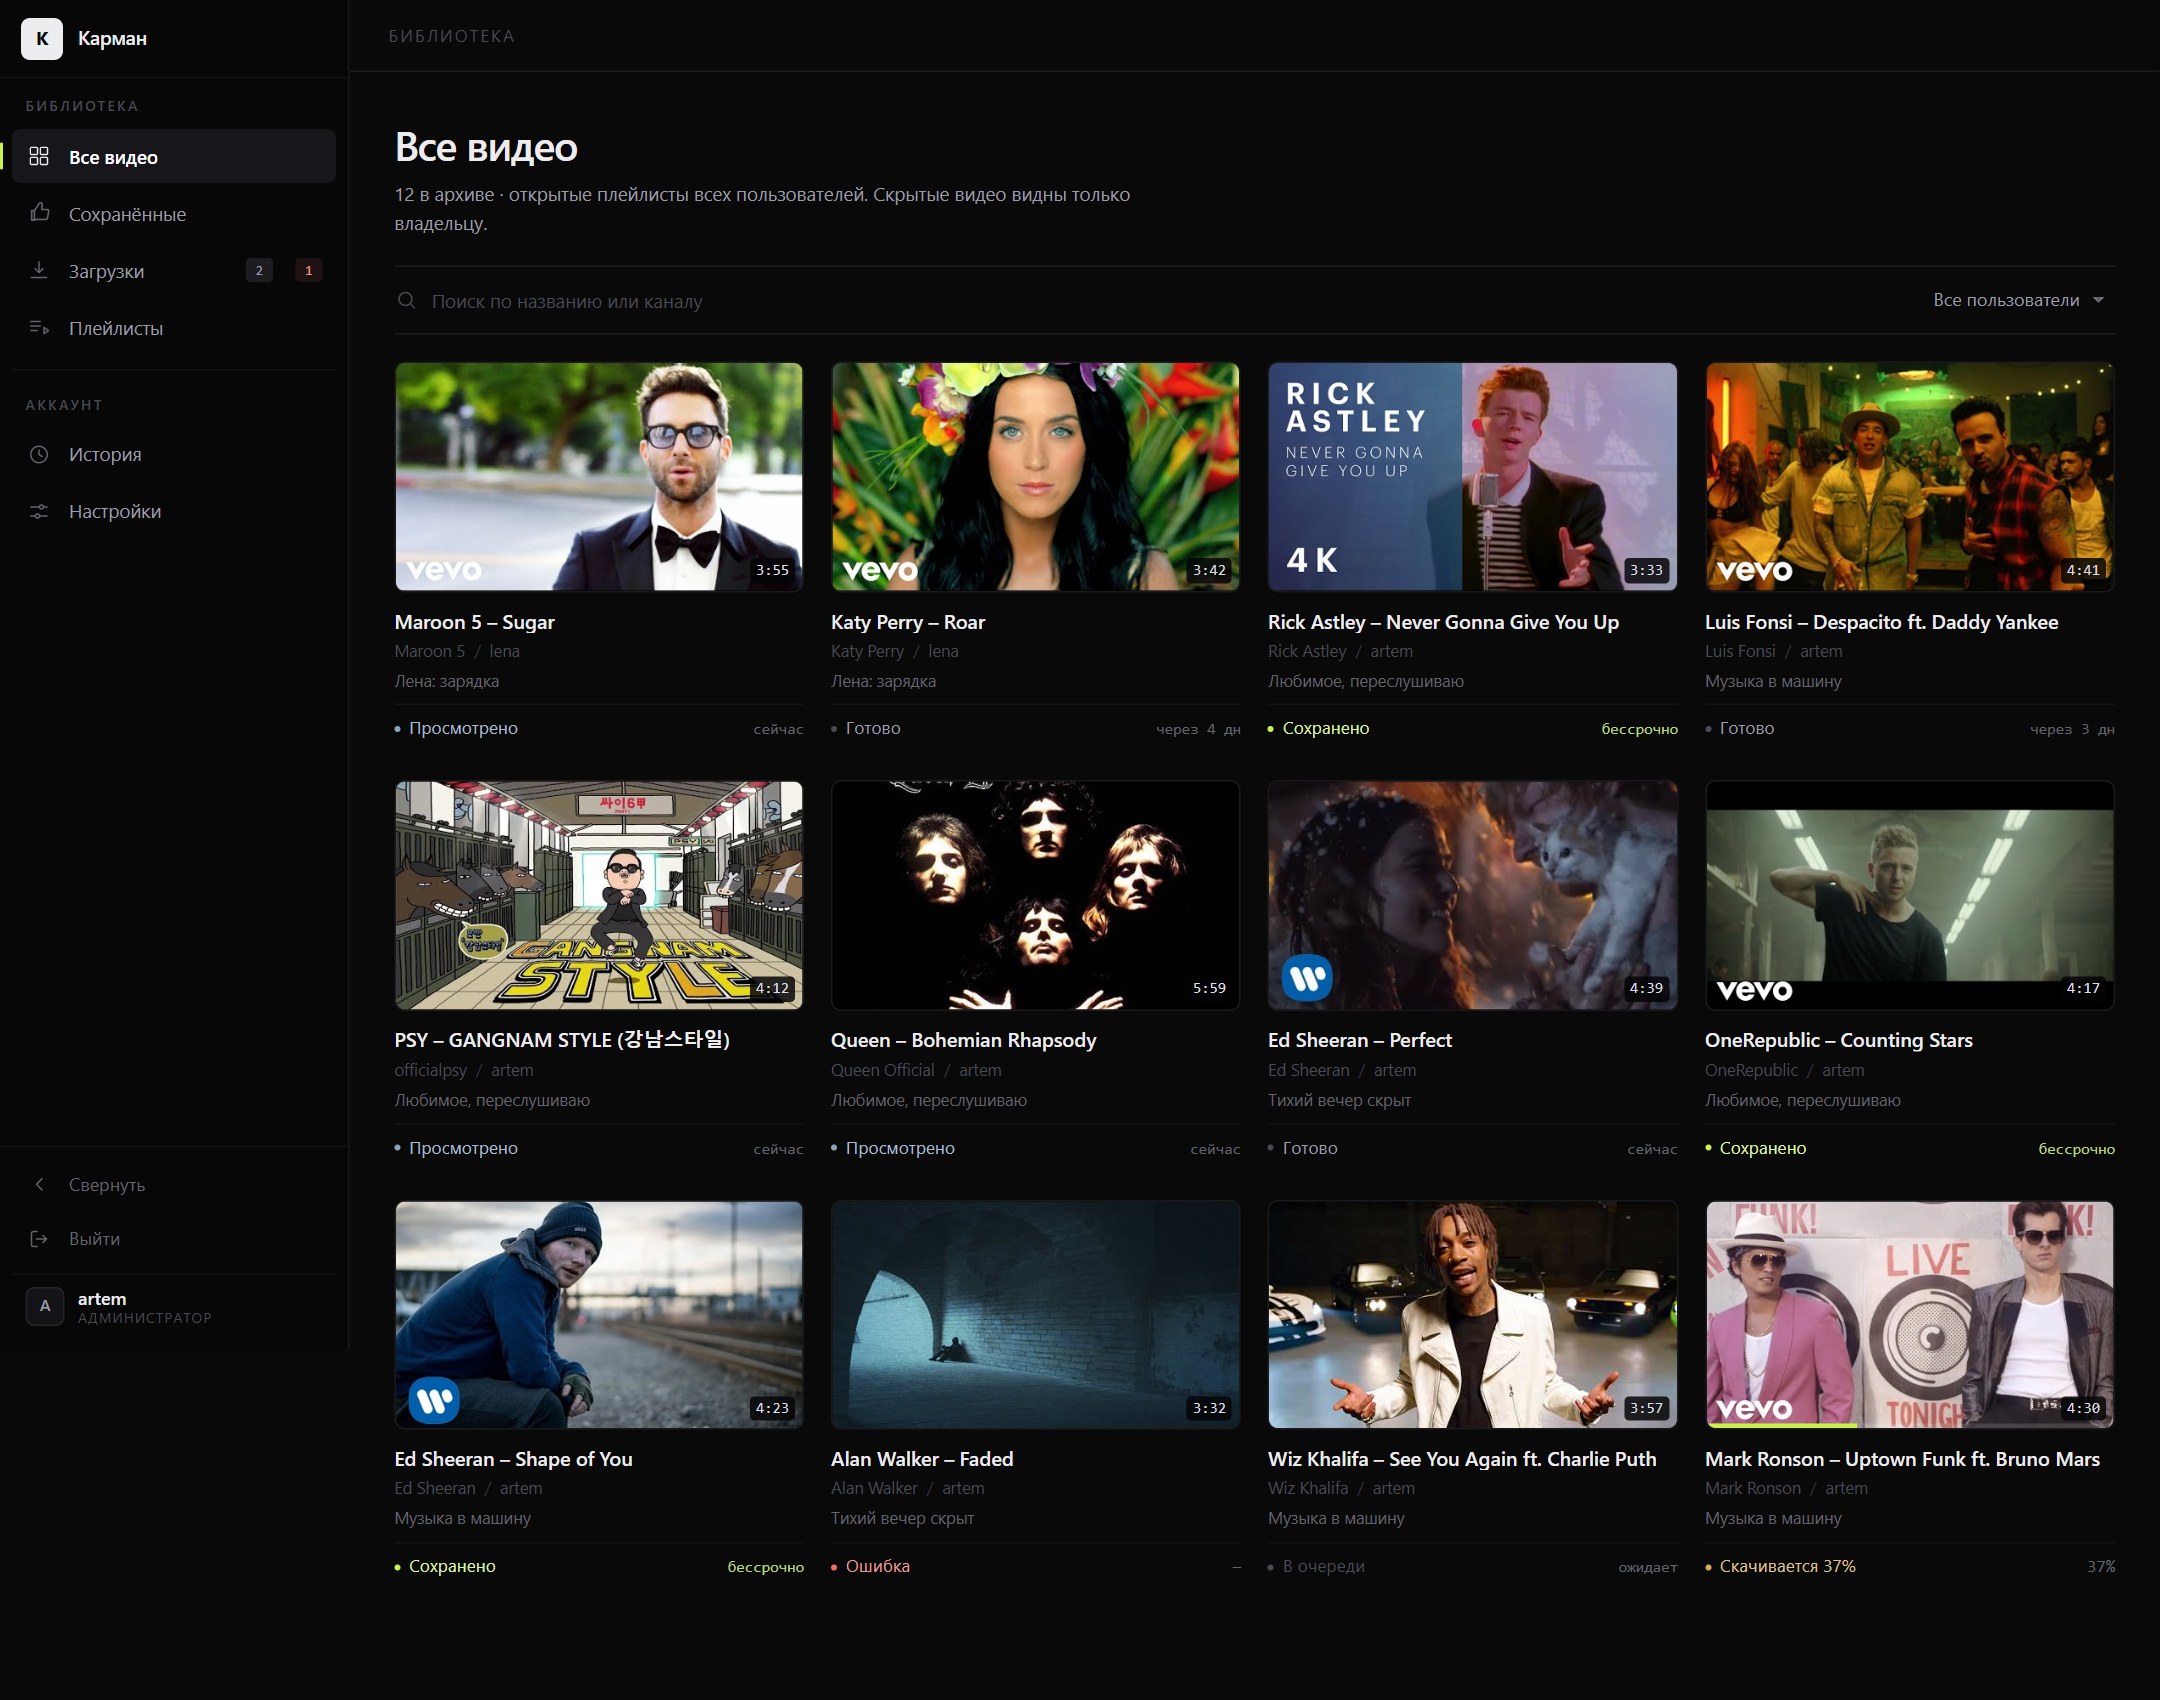 K Карман
БИБЛИОТЕКА
БИБЛИОТЕКА
Все видео
Сохранённые
Загрузки 2 1
Плейлисты
АККАУНТ
История
Настройки
Свернуть
Выйти
A artem
АДМИНИСТРАТОР
Все видео
12 в архиве · открытые плейлисты всех пользователей. Скрытые видео видны только
владельцу.
Поиск по названию или каналу
Все пользователи
vevo 3:55
Maroon 5 – Sugar
Maroon 5 / lena
Лена: зарядка
Просмотрено сейчас
vevo 3:42
Katy Perry – Roar
Katy Perry / lena
Лена: зарядка
Готово через 4 дн
RICK
ASTLEY
NEVER GONNA
GIVE YOU UP
4K 3:33
Rick Astley – Never Gonna Give You Up
Rick Astley / artem
Любимое, переслушиваю
Сохранено бессрочно
vevo 4:41
Luis Fonsi – Despacito ft. Daddy Yankee
Luis Fonsi / artem
Музыка в машину
Готово через 3 дн
싸이6甲
GANGNAM
STYLE
4:12
PSY – GANGNAM STYLE (강남스타일)
officialpsy / artem
Любимое, переслушиваю
Просмотрено сейчас
5:59
Queen – Bohemian Rhapsody
Queen Official / artem
Любимое, переслушиваю
Просмотрено сейчас
4:39
Ed Sheeran – Perfect
Ed Sheeran / artem
Тихий вечер скрыт
Готово сейчас
vevo 4:17
OneRepublic – Counting Stars
OneRepublic / artem
Любимое, переслушиваю
Сохранено бессрочно
4:23
Ed Sheeran – Shape of You
Ed Sheeran / artem
Музыка в машину
Сохранено бессрочно
3:32
Alan Walker – Faded
Alan Walker / artem
Тихий вечер скрыт
Ошибка –
3:57
Wiz Khalifa – See You Again ft. Charlie Puth
Wiz Khalifa / artem
Музыка в машину
В очереди ожидает
LIVE
TONIGH
vevo 4:30
Mark Ronson – Uptown Funk ft. Bruno Mars
Mark Ronson / artem
Музыка в машину
Скачивается 37% 37%